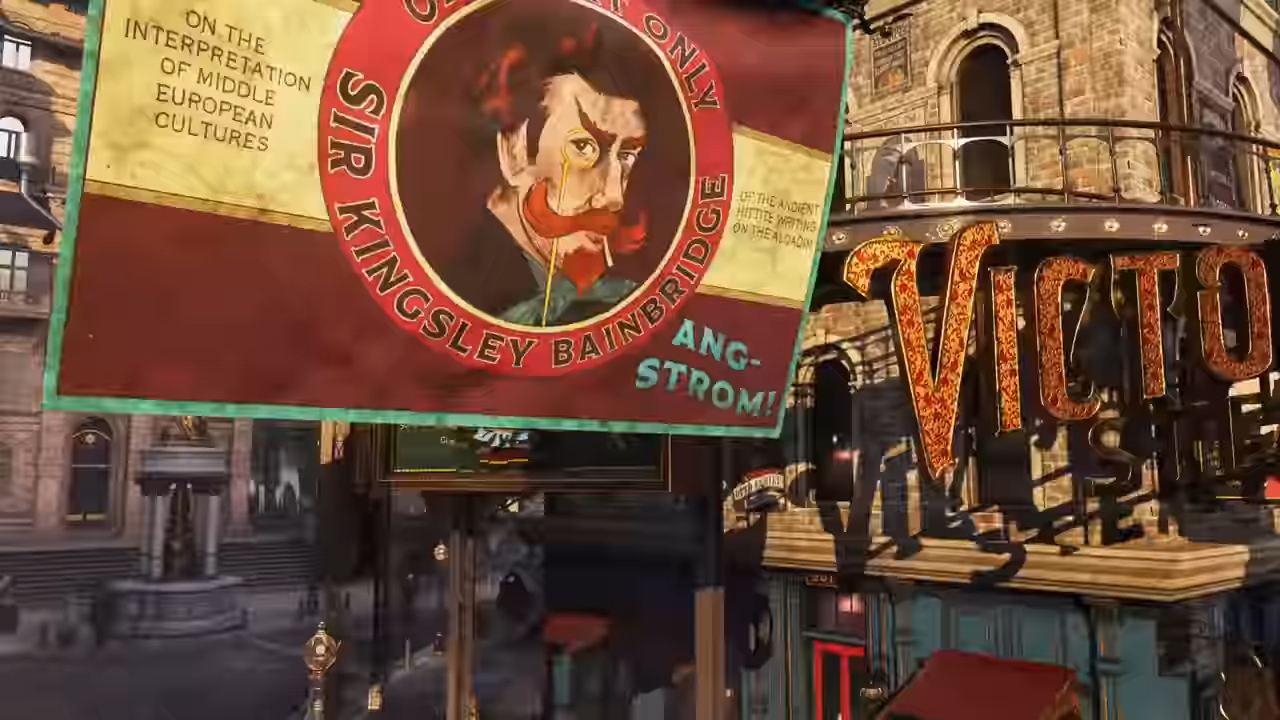 ON THE
INTERPRETATION
OF MIDDLE
EUROPEAN
CULTURES
ONLY
SIR KINGSLEY BAINBRIDGE
OF THE ANCIENT
HITTITE WRITING
ON THE ALQADIM
ANG-
STROM!
VICTO